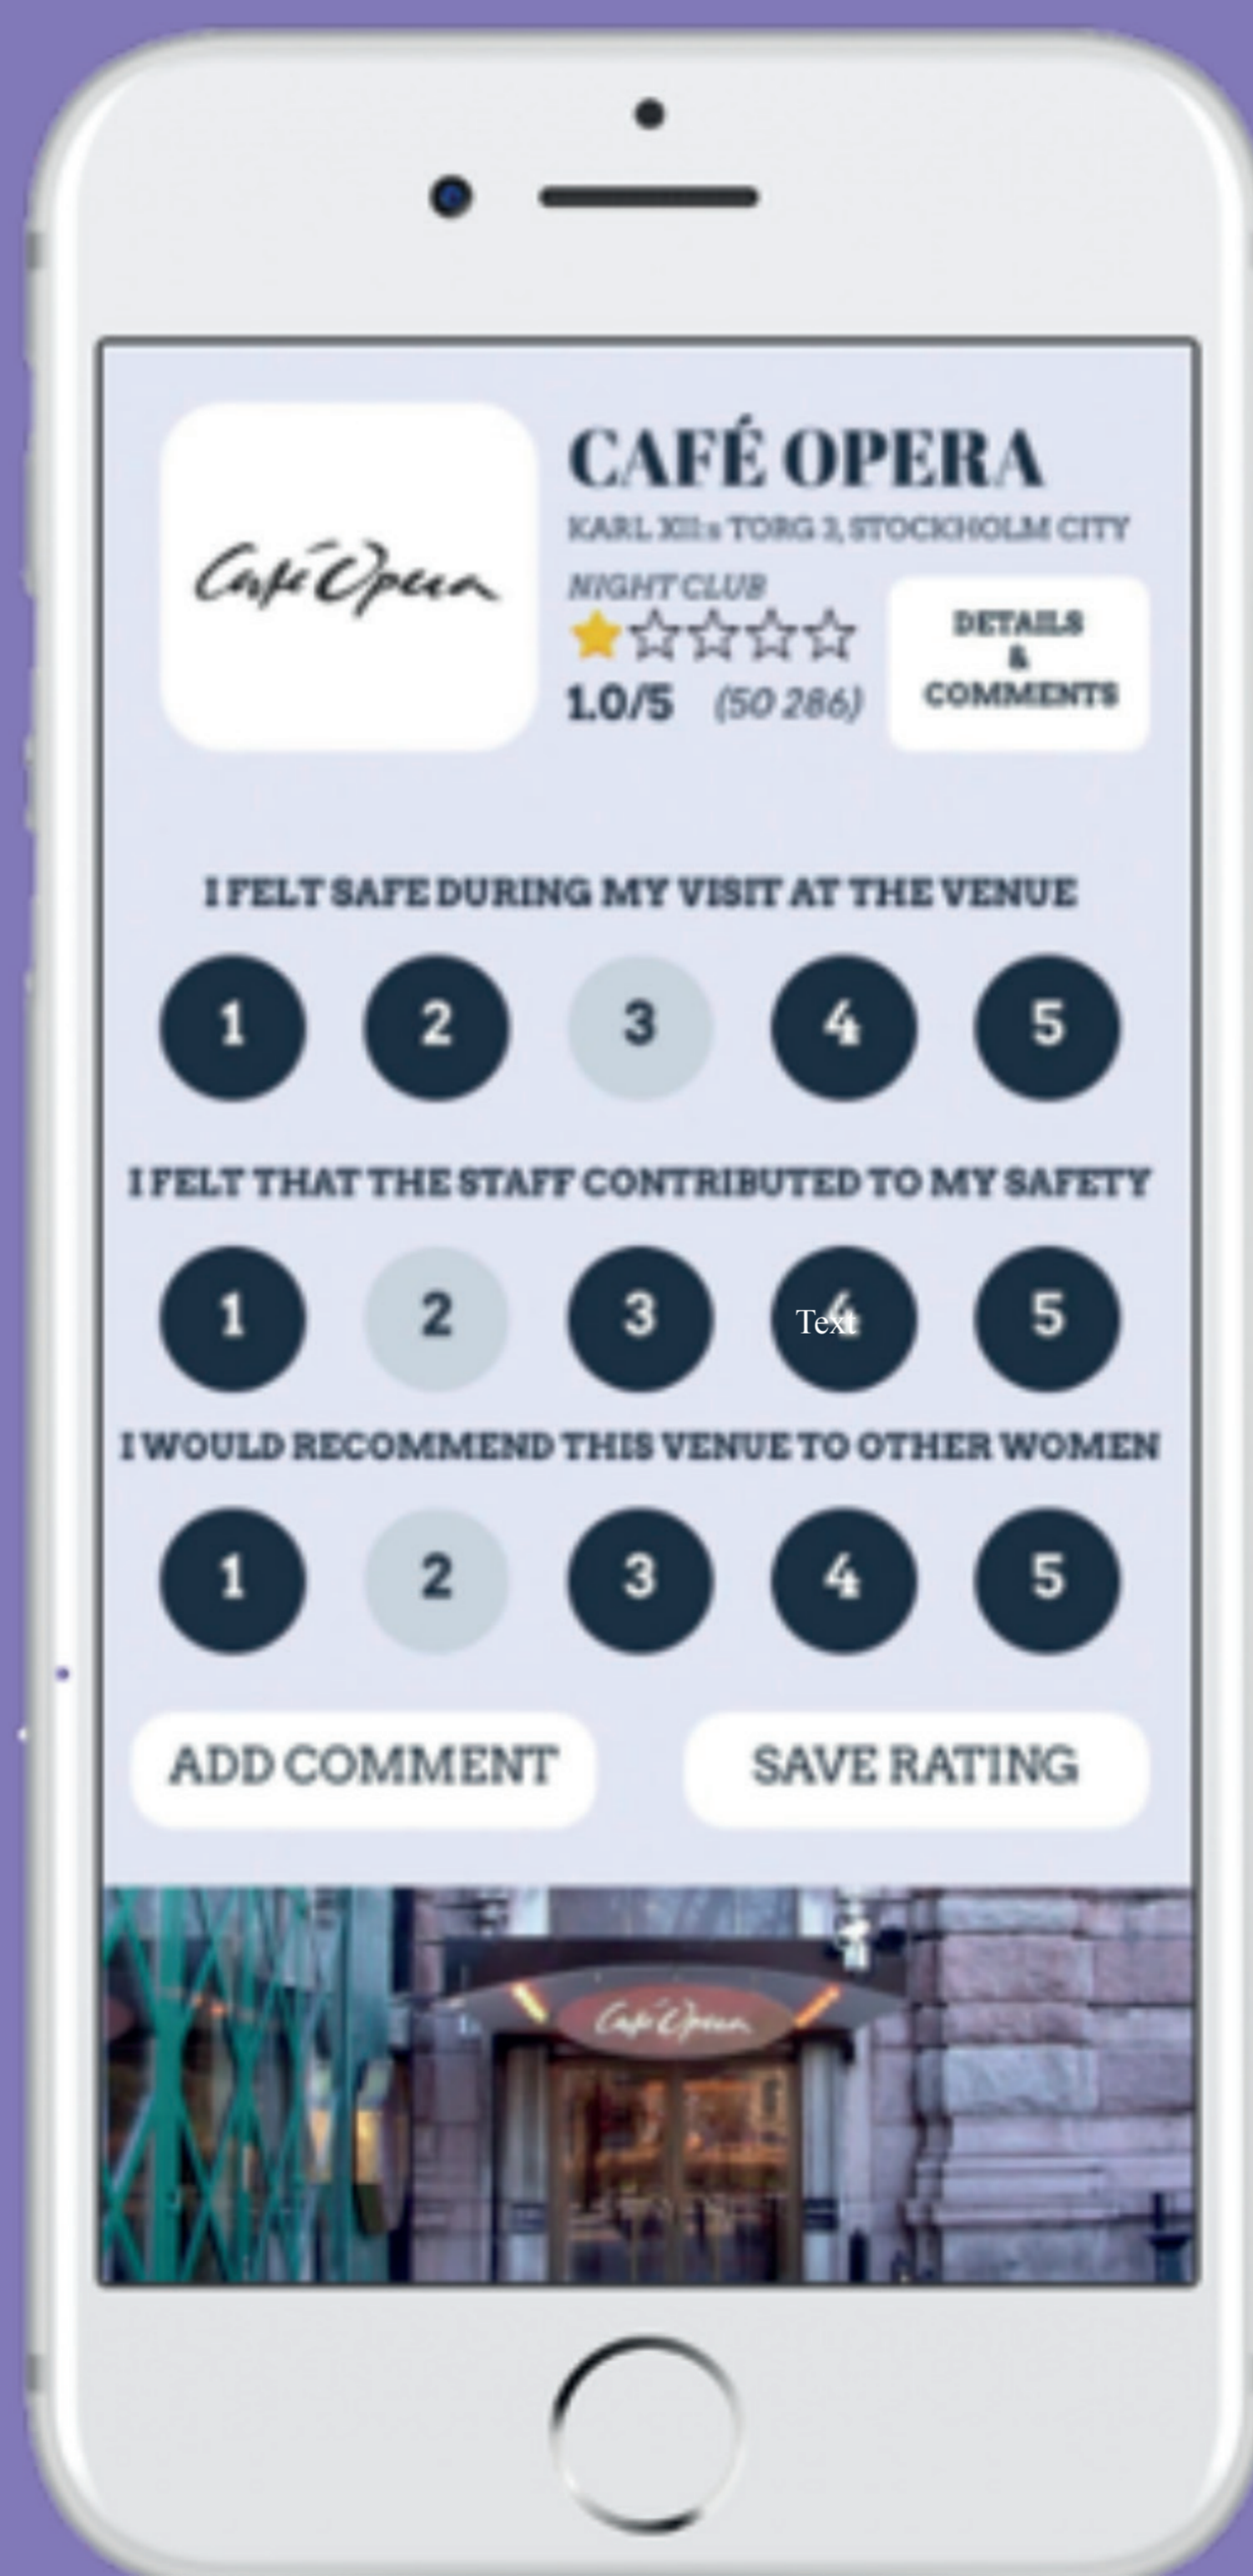 Café Opera
CAFÉ OPERA
KARL XII:s TORG 3, STOCKHOLM CITY
NIGHT CLUB
1.0/5 (50 286)
DETAILS
&
COMMENTS
I FELT SAFE DURING MY VISIT AT THE VENUE
1 2 3 4 5
I FELT THAT THE STAFF CONTRIBUTED TO MY SAFETY
1 2 3 4 5
Text
I WOULD RECOMMEND THIS VENUE TO OTHER WOMEN
1 2 3 4 5
ADD COMMENT SAVE RATING
Café Opera